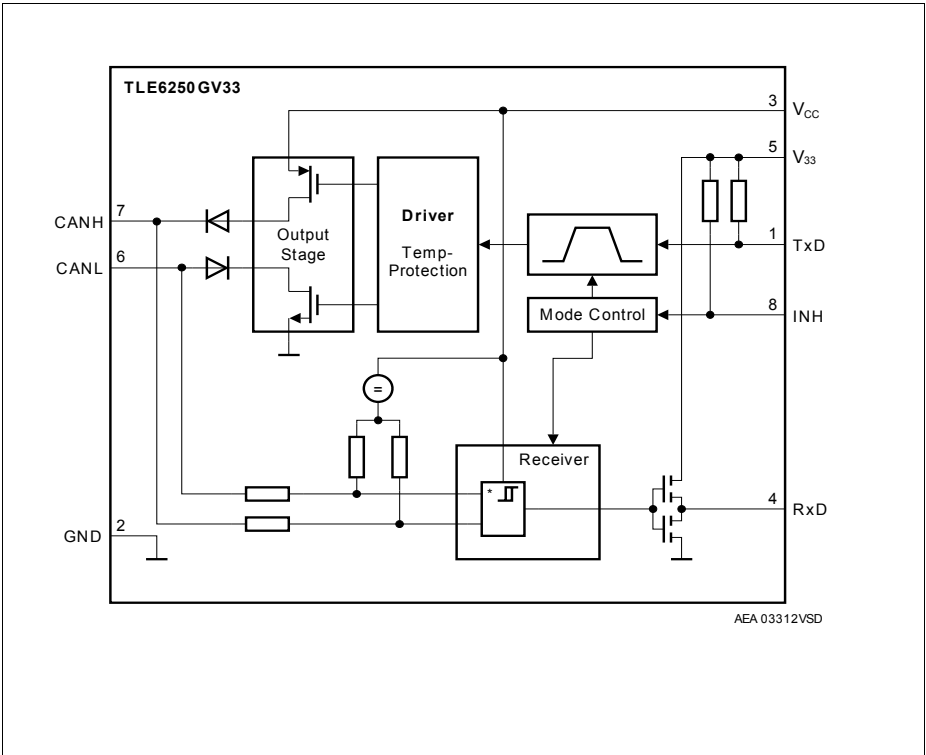 TLE6250GV33
3 VCC
5 V33
7
CANH
Driver
Output
Stage
Temp-
Protection
1 TxD
6
CANL
8
Mode Control
INH
=
Receiver
*
4
RxD
2
GND
AEA 03312VSD